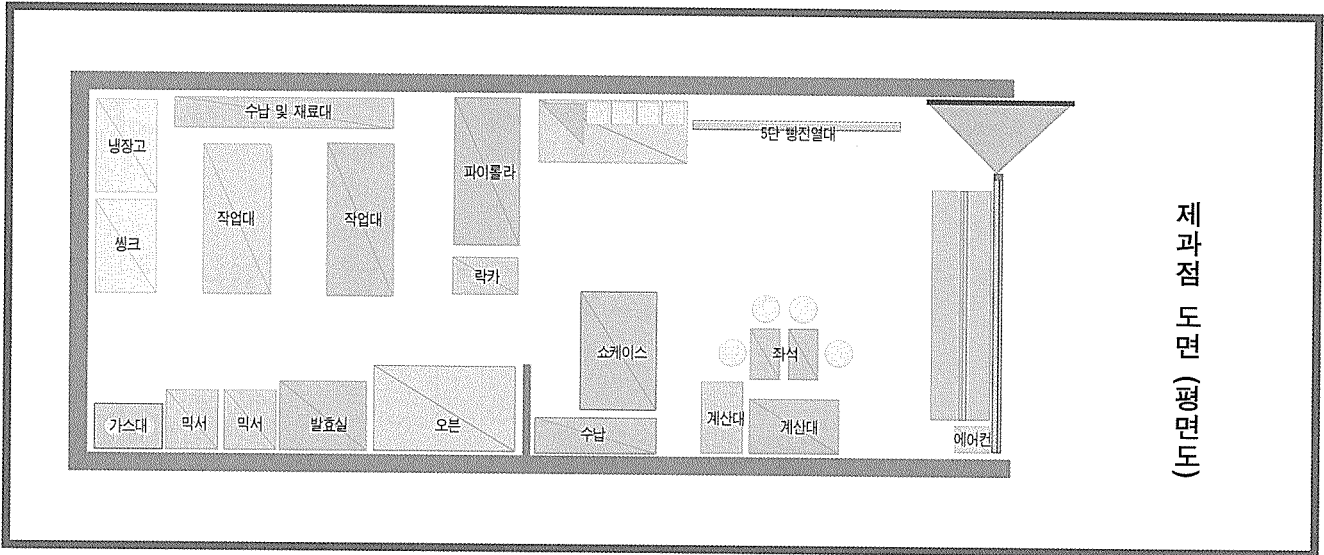 수납 및 재료대
냉장고
파이롤라
5단 빵진열대
작업대
작업대
씽크
락카
쇼케이스
좌석
가스대
믹서
믹서
발효실
오븐
수납
계산대
계산대
에어컨
제과점 도면 (평면도)